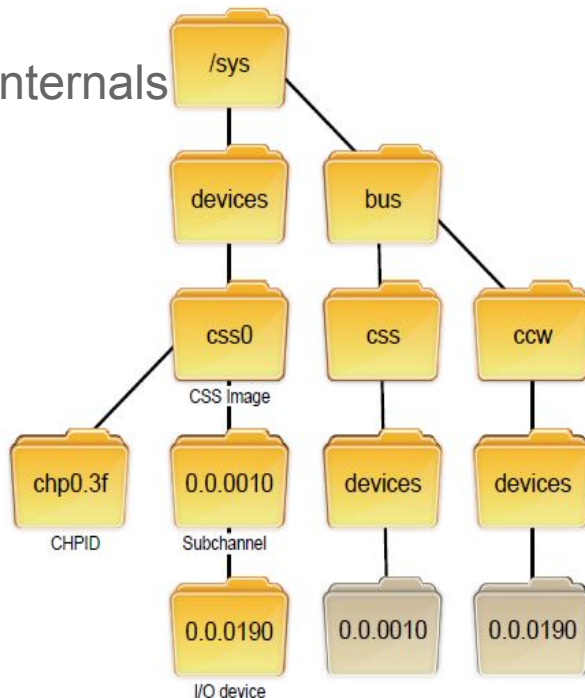 nternals
/sys
devices
bus
css0
css
ccw
CSS Image
chp0.3f
0.0.0010
devices
devices
CHPID
Subchannel
0.0.0190
0.0.0010
0.0.0190
I/O device